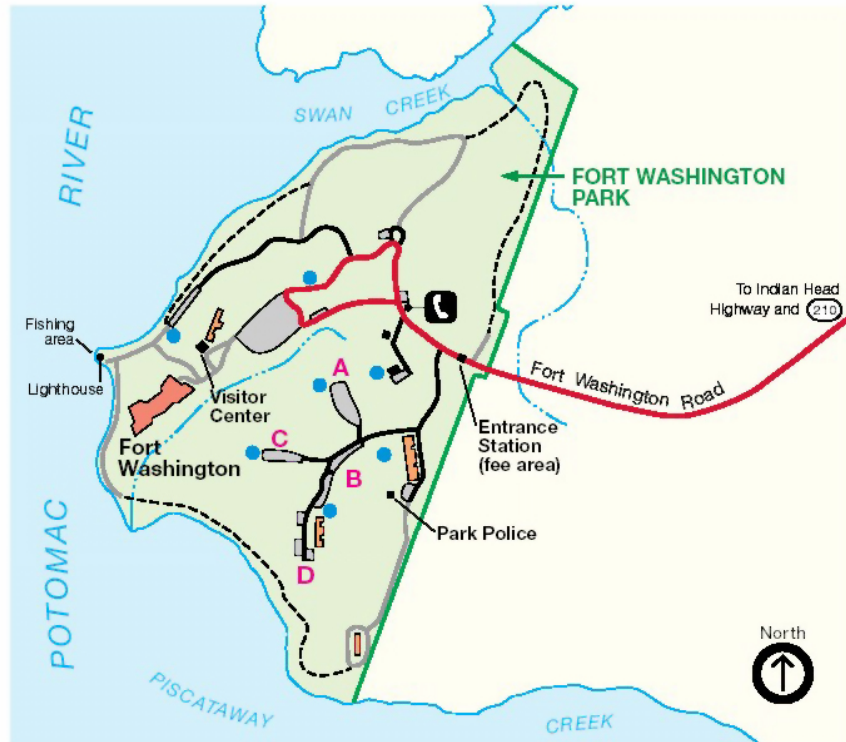 SWAN CREEK
RIVER
FORT WASHINGTON
PARK
To Indian Head
Highway and 210
Fishing
area
Lighthouse
A
Visitor
Center
Fort Washington Road
Entrance
Station
(fee area)
Fort
Washington
C
B
Park Police
D
POTOMAC
North
PISCATAWAY
CREEK